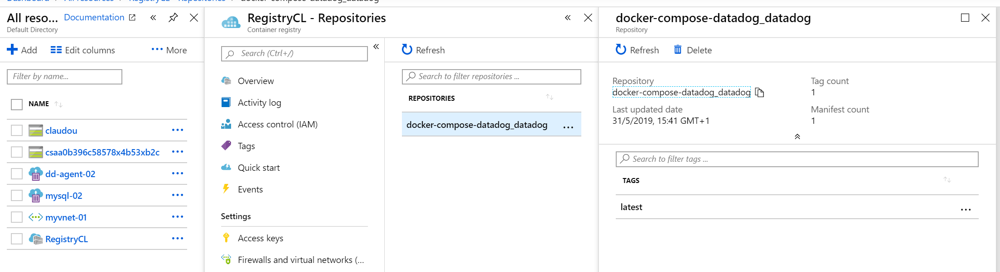 Dashboard > All resources > RegistryCL - Repositories > docker-compose-datadog_datadog
All reso... Documentation
Default Directory
Add Edit columns ... More
Filter by name...
NAME
claudou ...
csaa0b396c58578x4b53xb2c ...
dd-agent-02 ...
mysql-02 ...
myvnet-01 ...
RegistryCL ...
RegistryCL - Repositories
Container registry
Search (Ctrl+/)
Overview
Activity log
Access control (IAM)
Tags
Quick start
Events
Settings
Access keys
Firewalls and virtual networks (...
Refresh
Search to filter repositories ...
REPOSITORIES
docker-compose-datadog_datadog ...
docker-compose-datadog_datadog
Repository
Refresh Delete
Repository
docker-compose-datadog_datadog
Last updated date
31/5/2019, 15:41 GMT+1
Tag count
1
Manifest count
1
Search to filter tags ...
TAGS
latest ...